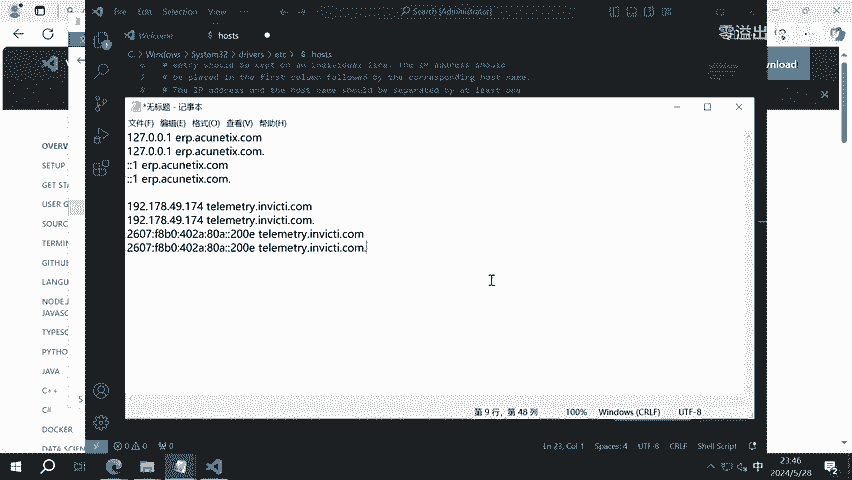 File Edit Selection View ··· Search [Administrator]
零溢出
Welcome hosts
wnload
C: > Windows > System32 > drivers > etc > $ hosts
# entry should be kept on an individual line. The IP address should
# be placed in the first column followed by the corresponding host name.
# The IP address and the host name should be separated by at least one
*无标题 - 记事本
文件(F) 编辑(E) 格式(O) 查看(V) 帮助(H)
127.0.0.1 erp.acunetix.com
127.0.0.1 erp.acunetix.com.
::1 erp.acunetix.com
::1 erp.acunetix.com.
192.178.49.174 telemetry.invicti.com
192.178.49.174 telemetry.invicti.com.
2607:f8b0:402a:80a::200e telemetry.invicti.com
2607:f8b0:402a:80a::200e telemetry.invicti.com.
第 9 行，第 48 列 100% Windows (CRLF) UTF-8
OVERV
SETUP
GET STA
USER G
SOURC
TERMIN
GITHU
LANGU
NODE.J
JAVASC
TYPESC
PYTHO
JAVA
C++
C#
DOCKER
DATA SCIEN
0 0 0 Ln 23, Col 1 Spaces: 4 UTF-8 CRLF Shell Script
中 23:46
2024/5/28